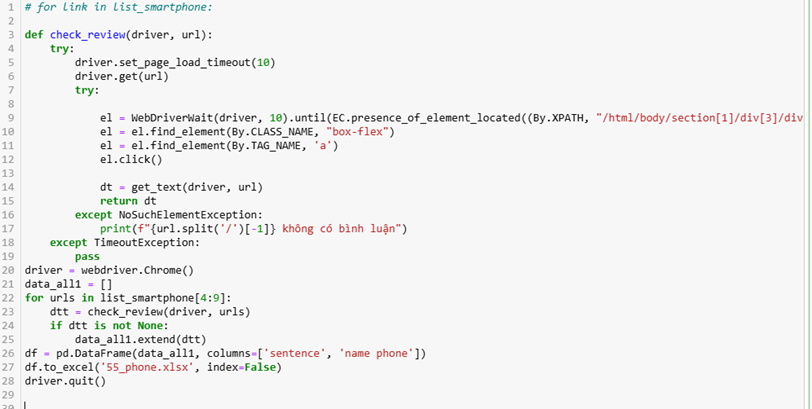 1 # for link in list_smartphone:
2
3 def check_review(driver, url):
4     try:
5         driver.set_page_load_timeout(10)
6         driver.get(url)
7         try:
8
9             el = WebDriverWait(driver, 10).until(EC.presence_of_element_located((By.XPATH, "/html/body/section[1]/div[3]/div
10             el = el.find_element(By.CLASS_NAME, "box-flex")
11             el = el.find_element(By.TAG_NAME, 'a')
12             el.click()
13
14             dt = get_text(driver, url)
15             return dt
16         except NoSuchElementException:
17             print(f"{url.split('/')[-1]} không có bình luận")
18     except TimeoutException:
19         pass
20 driver = webdriver.Chrome()
21 data_all1 = []
22 for urls in list_smartphone[4:9]:
23     dtt = check_review(driver, urls)
24     if dtt is not None:
25         data_all1.extend(dtt)
26 df = pd.DataFrame(data_all1, columns=['sentence', 'name phone'])
27 df.to_excel('55_phone.xlsx', index=False)
28 driver.quit()
29
30